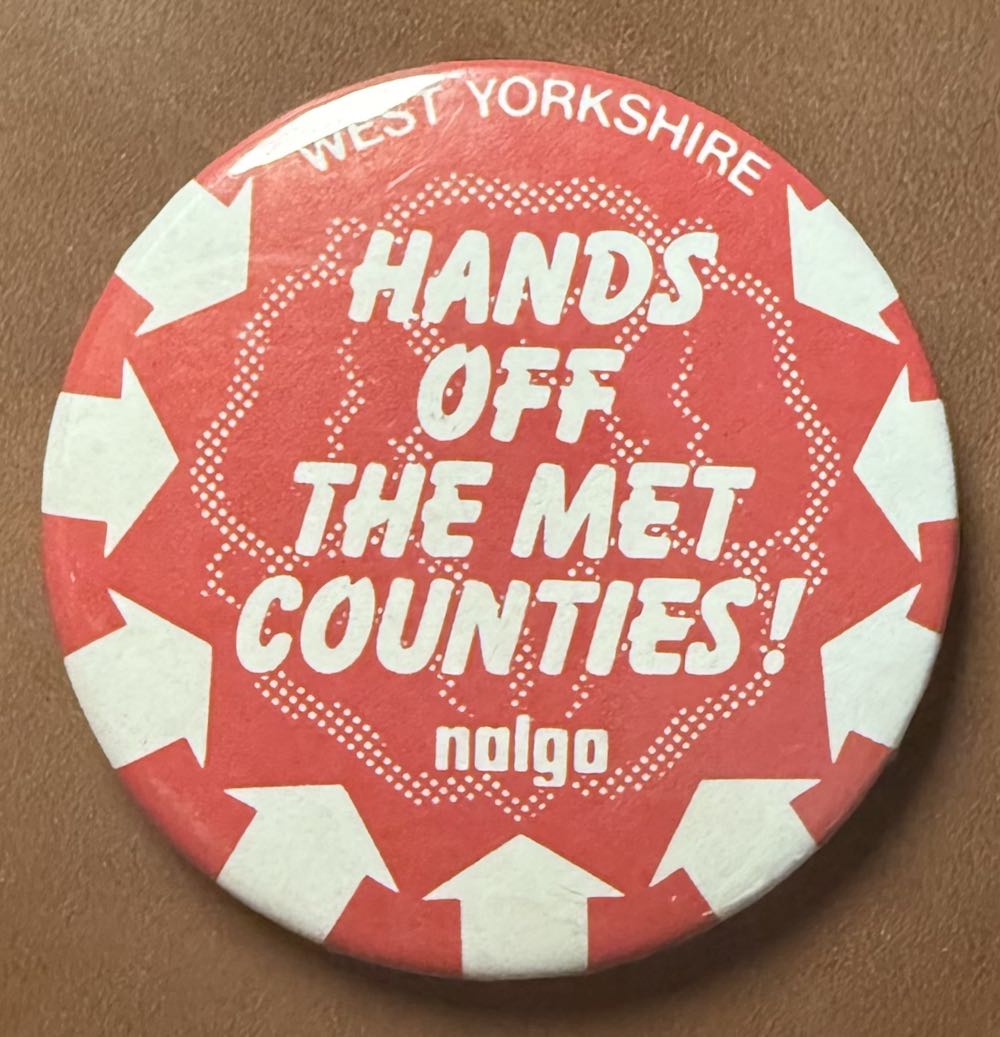 WEST YORKSHIRE
HANDS
OFF
THE MET
COUNTIES!
nalgo